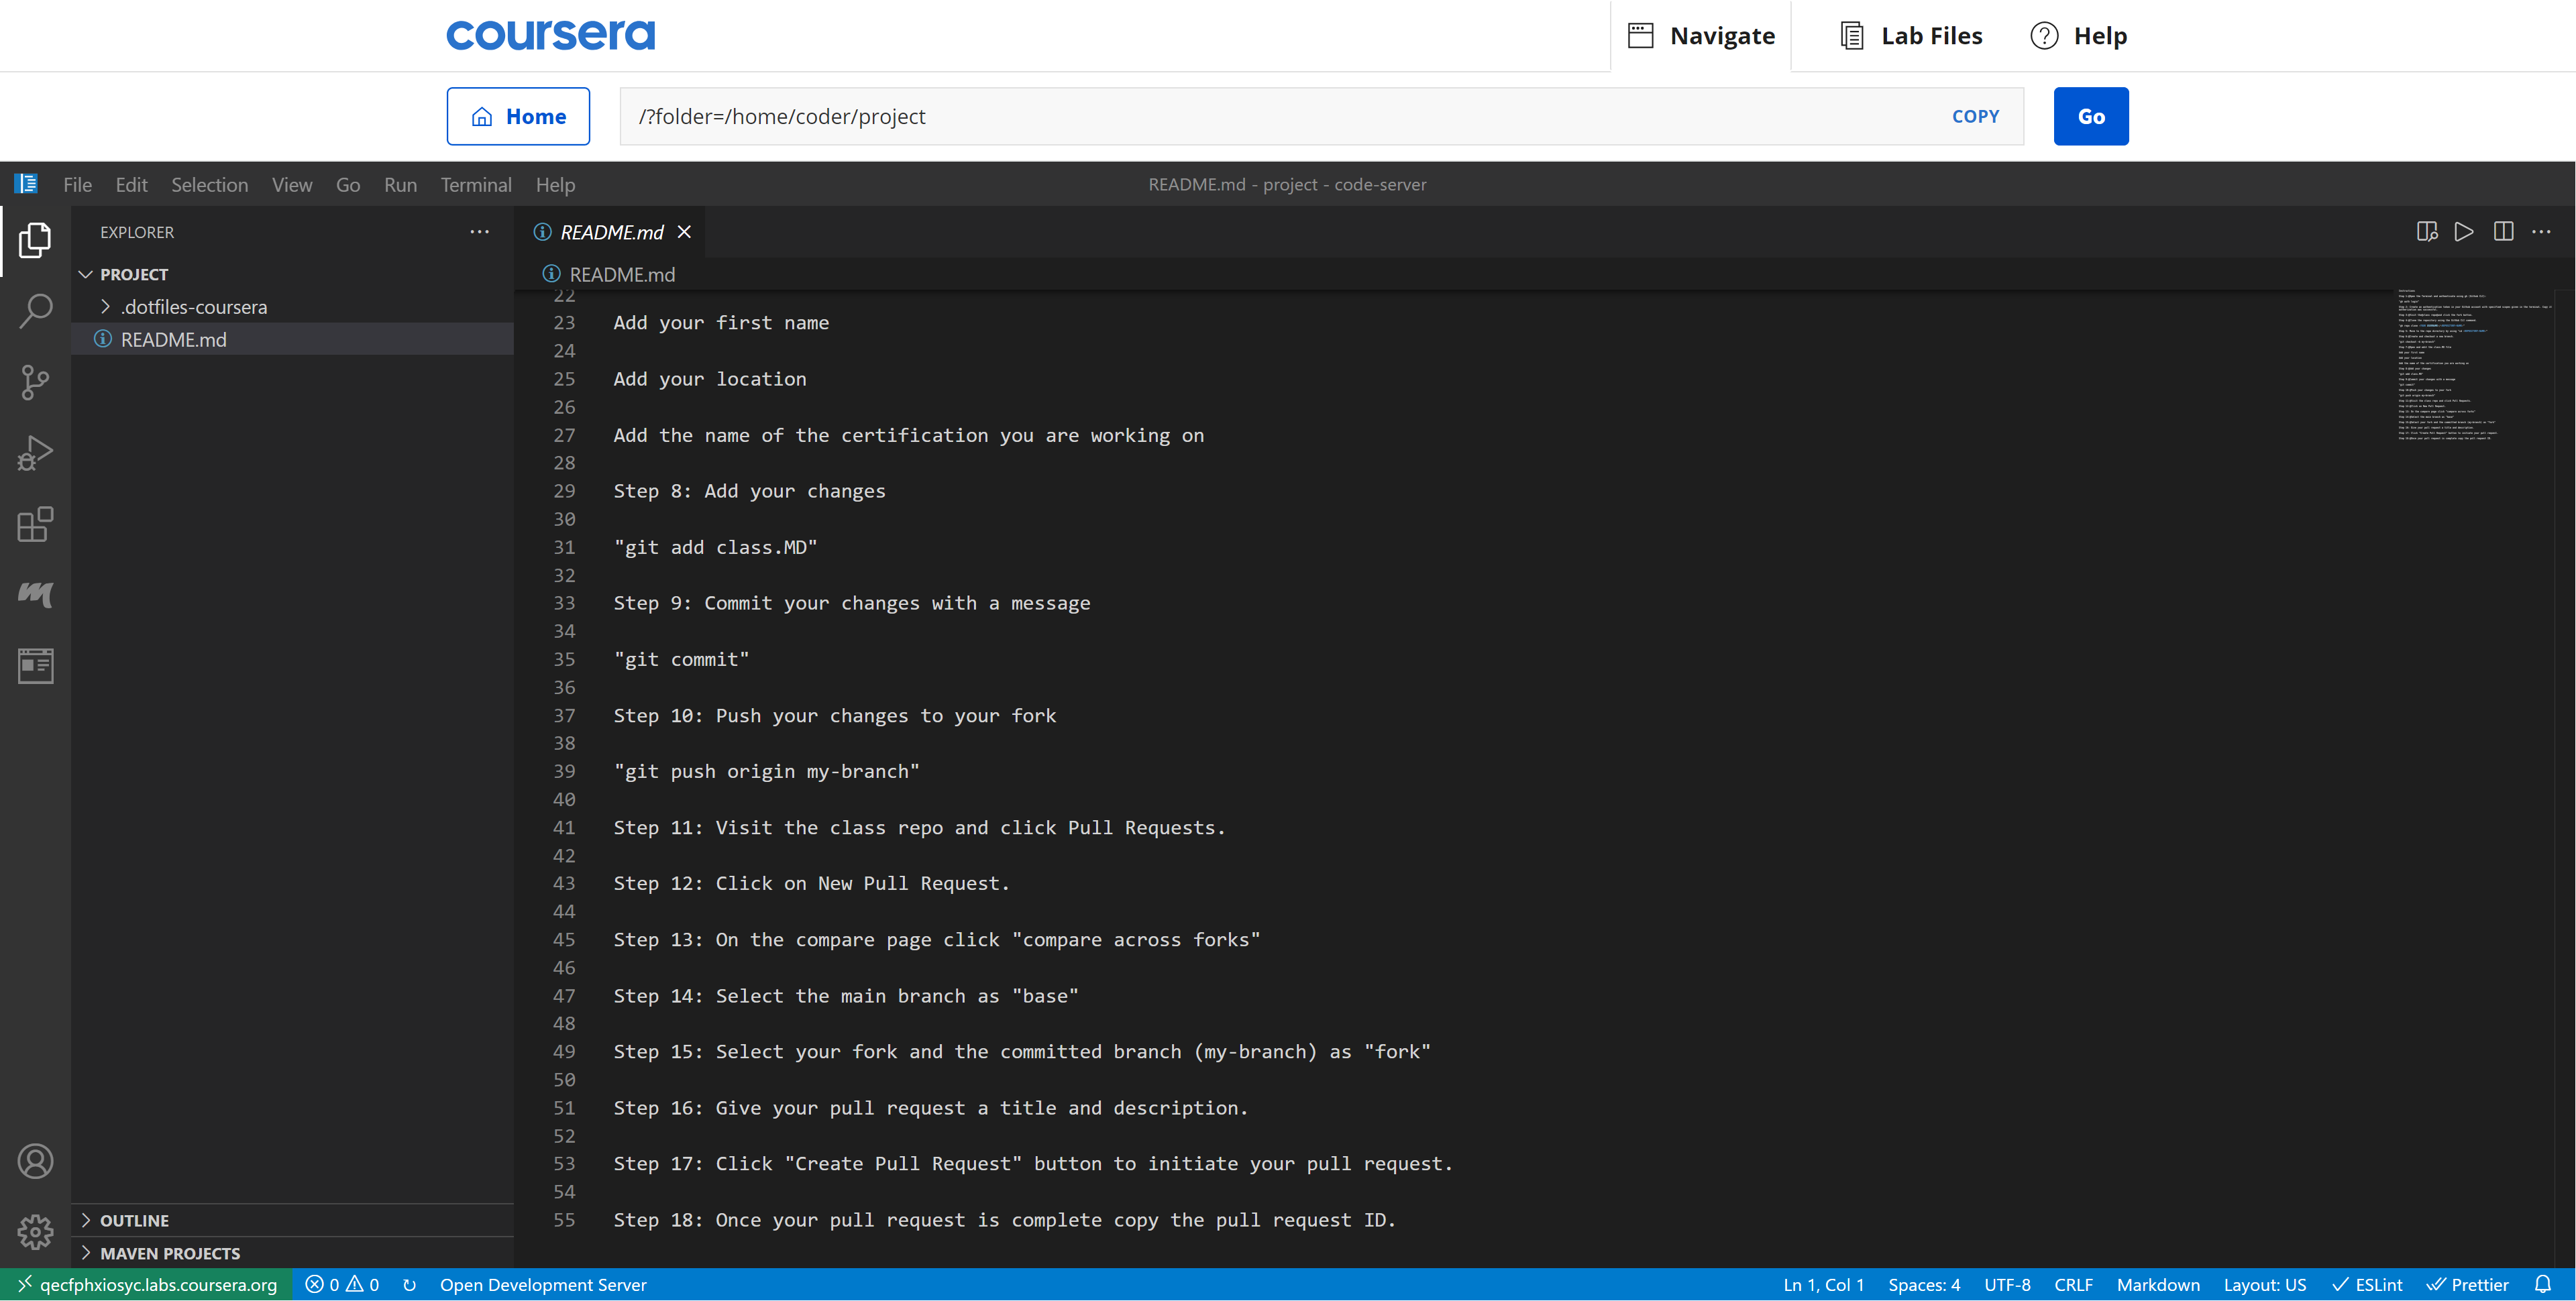 coursera
Navigate
Lab Files
Help
Home
/?folder=/home/coder/project
COPY
Go
File Edit Selection View Go Run Terminal Help
README.md - project - code-server
EXPLORER
README.md
PROJECT
.dotfiles-coursera
README.md
README.md
22
23 Add your first name
24
25 Add your location
26
27 Add the name of the certification you are working on
28
29 Step 8: Add your changes
30
31 "git add class.MD"
32
33 Step 9: Commit your changes with a message
34
35 "git commit"
36
37 Step 10: Push your changes to your fork
38
39 "git push origin my-branch"
40
41 Step 11: Visit the class repo and click Pull Requests.
42
43 Step 12: Click on New Pull Request.
44
45 Step 13: On the compare page click "compare across forks"
46
47 Step 14: Select the main branch as "base"
48
49 Step 15: Select your fork and the committed branch (my-branch) as "fork"
50
51 Step 16: Give your pull request a title and description.
52
53 Step 17: Click "Create Pull Request" button to initiate your pull request.
54
55 Step 18: Once your pull request is complete copy the pull request ID.
OUTLINE
MAVEN PROJECTS
qecfphxiosyc.labs.coursera.org 0 0 Open Development Server
Ln 1, Col 1 Spaces: 4 UTF-8 CRLF Markdown Layout: US ESLint Prettier